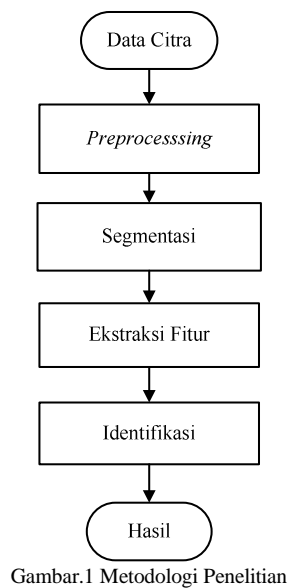 Data Citra
Preprocesssing
Segmentasi
Ekstraksi Fitur
Identifikasi
Hasil
Gambar.1 Metodologi Penelitian